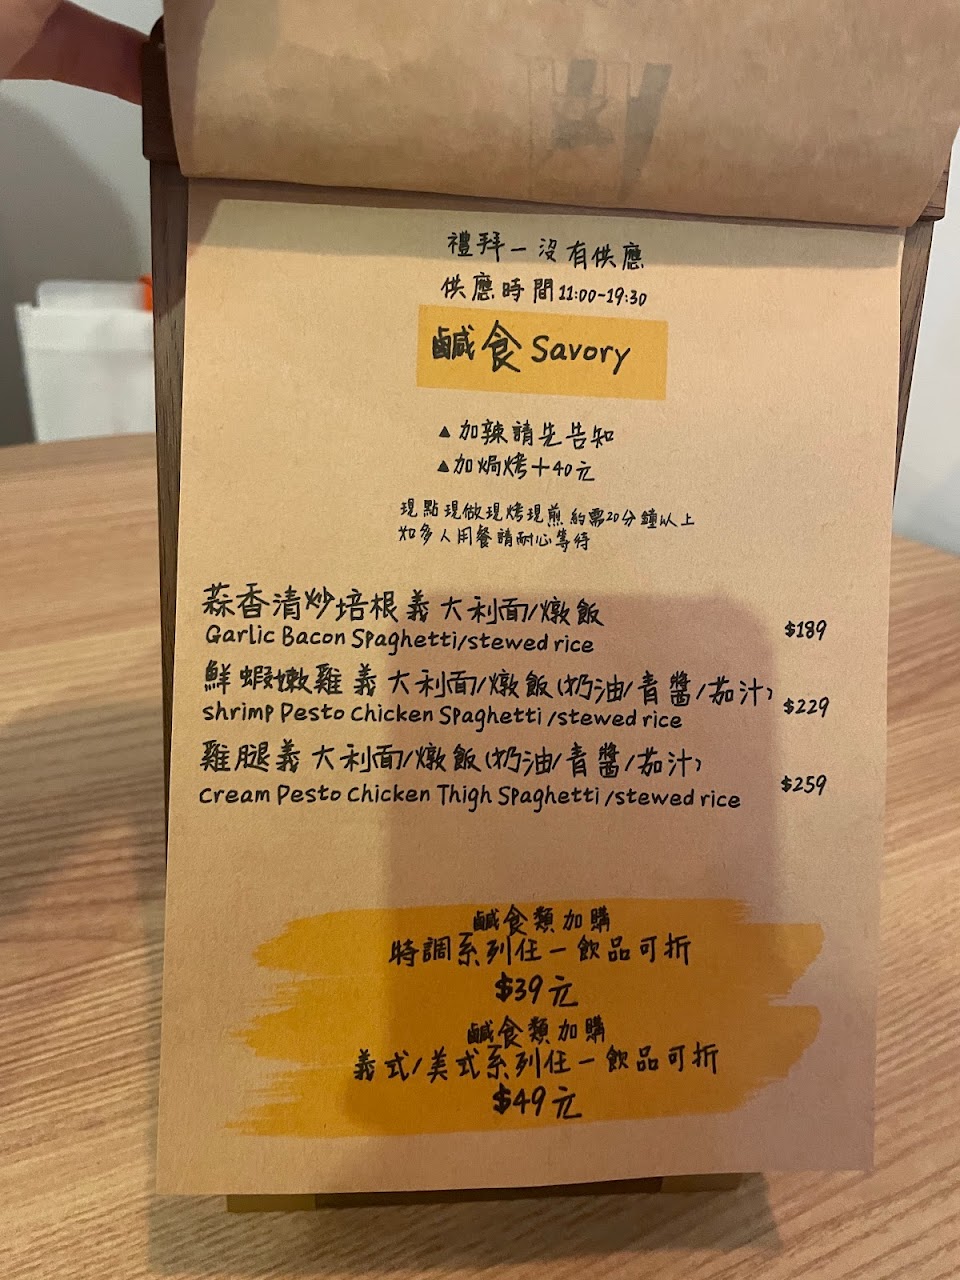 禮拜一沒有供應
供應時間11:00-19:30
鹹食 Savory
▲加辣請先告知
▲加焗烤+40元
現點現做現烤現煎約需20分鐘以上
如多人用餐請耐心等待
蒜香清炒培根義大利面/燉飯
Garlic Bacon Spaghetti/stewed rice
$189
鮮蝦嫩雞義大利面/燉飯(奶油/青醬/茄汁)
shrimp Pesto Chicken Spaghetti /stewed rice
$229
雞腿義大利面/燉飯(奶油/青醬/茄汁)
Cream Pesto Chicken Thigh Spaghetti /stewed rice
$259
鹹食類加購
特調系列任一飲品可折
$39元
鹹食類加購
義式/美式系列任一飲品可折
$49元